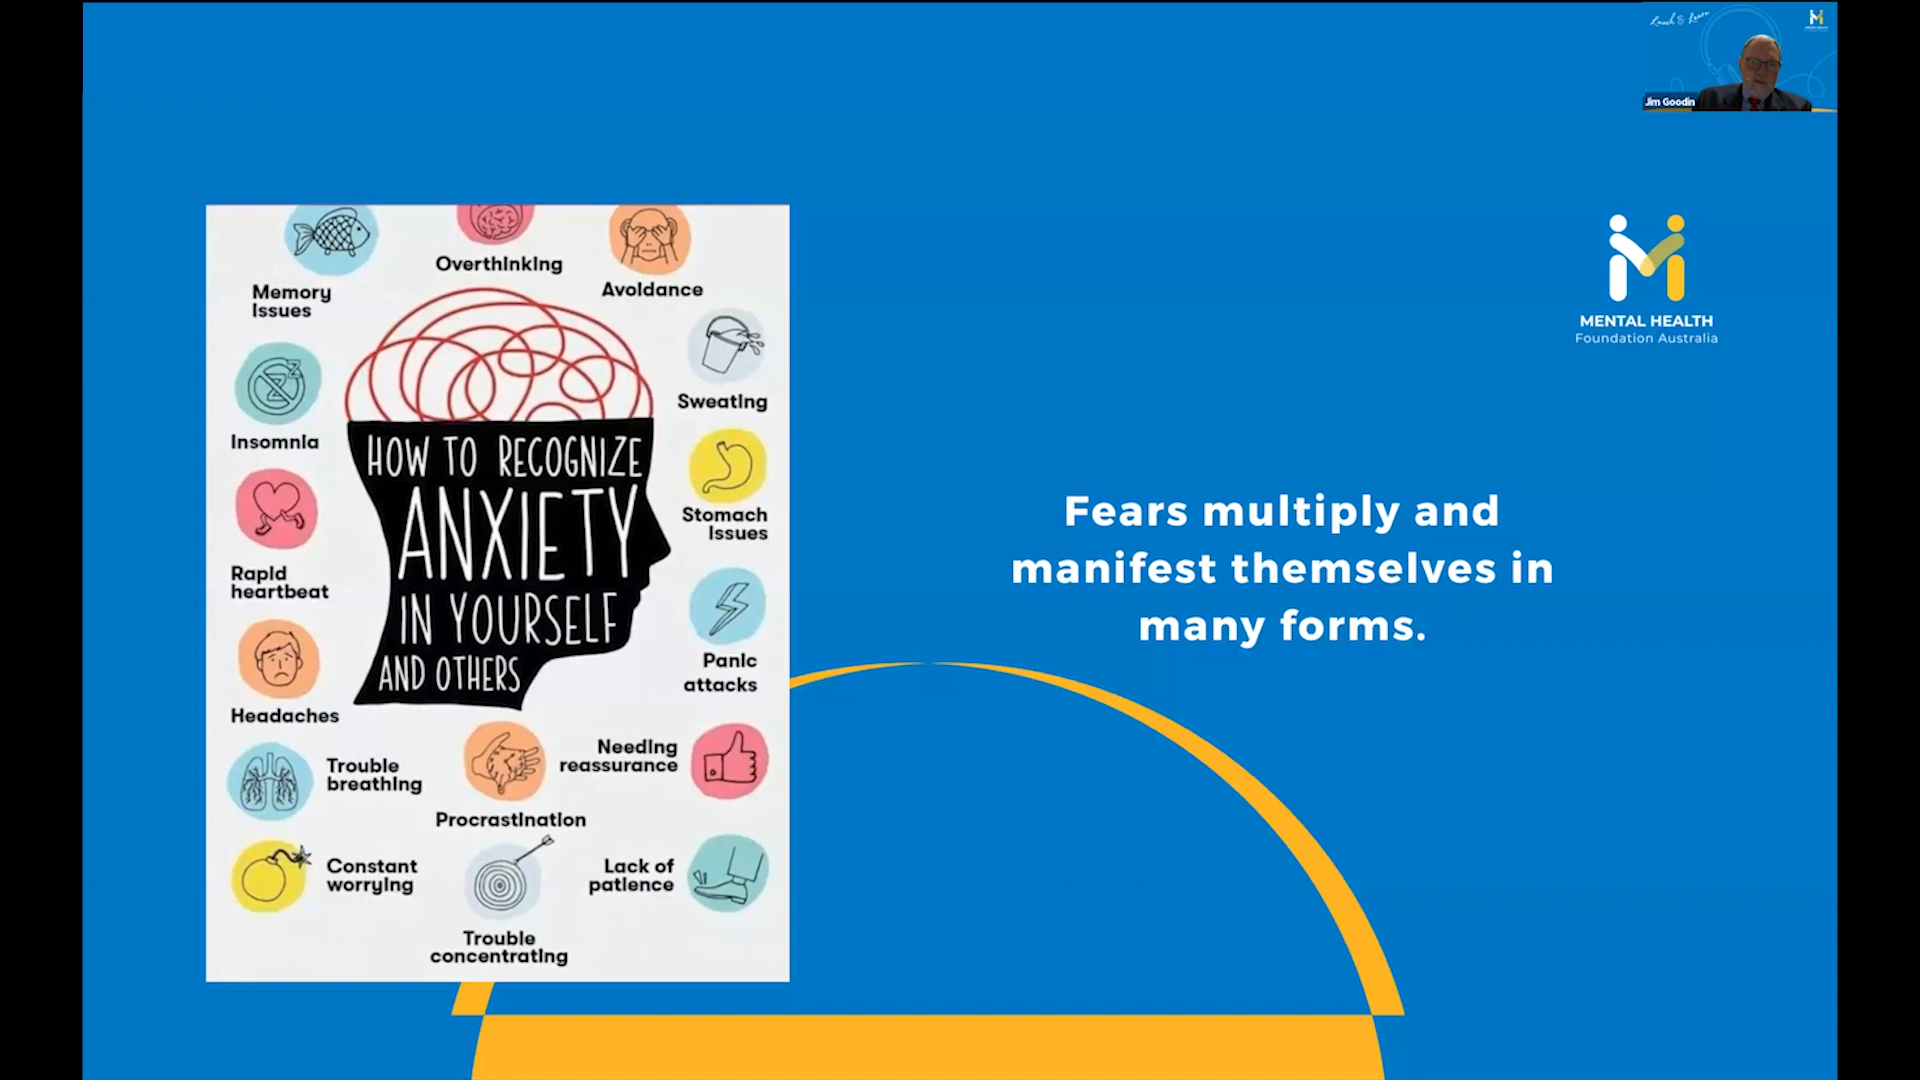 Lunch & Learn
Jim Goodin
MENTAL HEALTH
Foundation Australia
Fears multiply and
manifest themselves in
many forms.
HOW TO RECOGNIZE
ANXIETY
IN YOURSELF
AND OTHERS
Memory
Issues
Overthinking
Avoidance
Insomnia
Sweating
Rapid
heartbeat
Stomach
Issues
Headaches
Panic
attacks
Trouble
breathing
Procrastination
Needing
reassurance
Constant
worrying
Trouble
concentrating
Lack of
patience